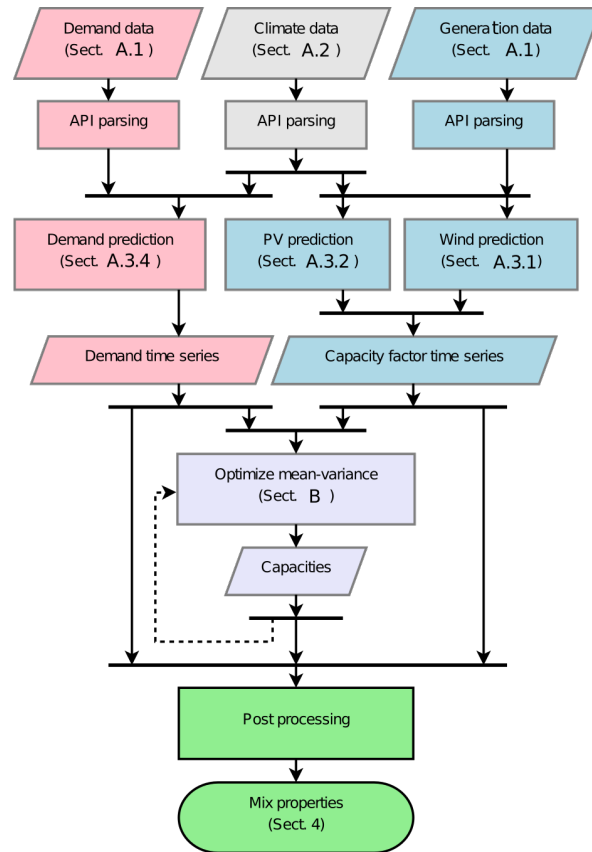 Demand data
(Sect. A.1 )
Climate data
(Sect. A.2 )
Generation data
(Sect. A.1)
API parsing
API parsing
API parsing
Demand prediction
(Sect. A.3.4 )
PV prediction
(Sect. A.3.2 )
Wind prediction
(Sect. A.3.1)
Demand time series
Capacity factor time series
Optimize mean-variance
(Sect. B )
Capacities
Post processing
Mix properties
(Sect. 4)